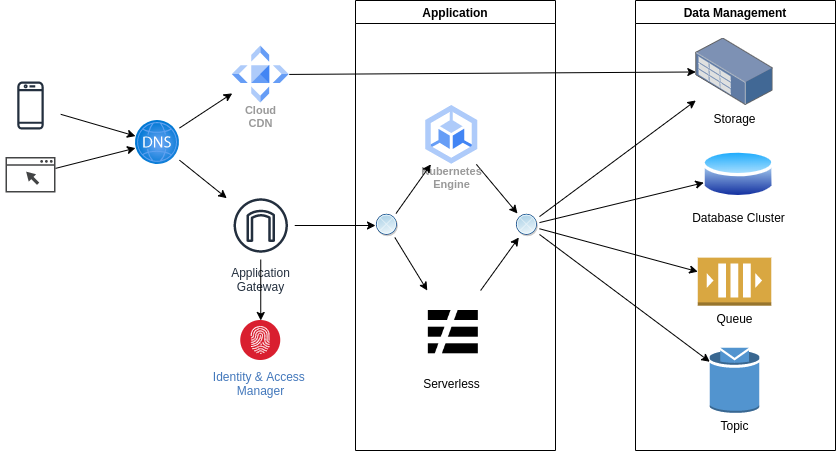 Application
Data Management
Cloud
CDN
DNS
Kubernetes
Engine
Storage
Database Cluster
Application
Gateway
Queue
Identity & Access
Manager
Serverless
Topic